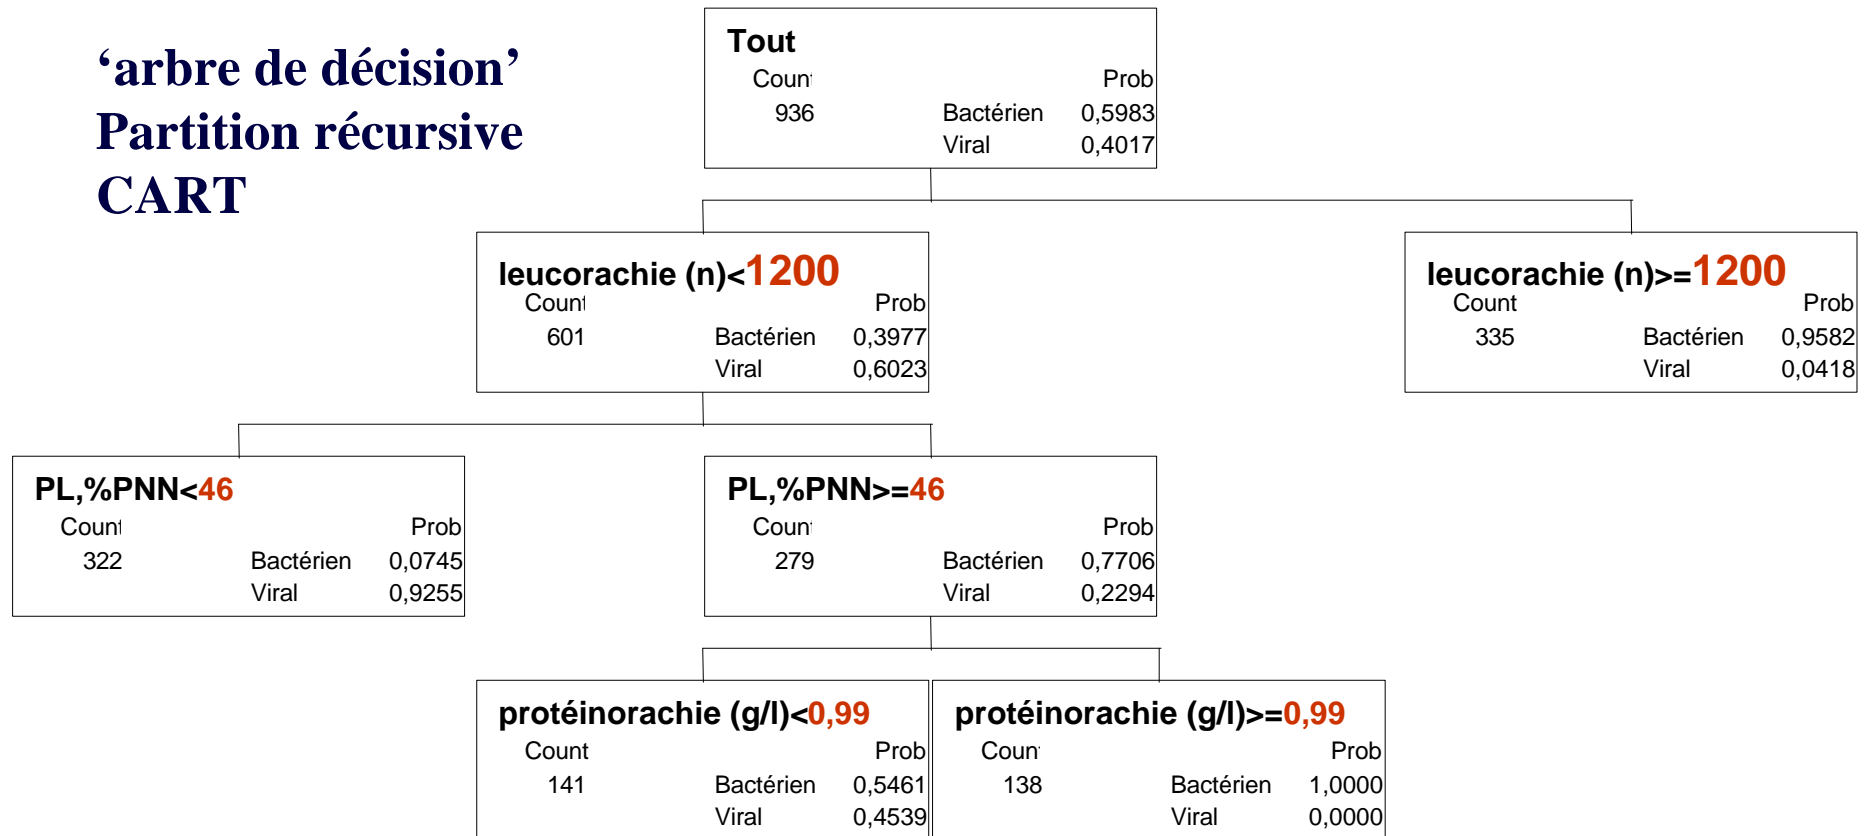 ‘arbre de décision’
Partition récursive
CART
Tout
Count Prob
936 Bactérien 0,5983
Viral 0,4017
leucorachie (n)<1200
Count Prob
601 Bactérien 0,3977
Viral 0,6023
leucorachie (n)>=1200
Count Prob
335 Bactérien 0,9582
Viral 0,0418
PL,%PNN<46
Count Prob
322 Bactérien 0,0745
Viral 0,9255
PL,%PNN>=46
Count Prob
279 Bactérien 0,7706
Viral 0,2294
protéinorachie (g/l)<0,99
Count Prob
141 Bactérien 0,5461
Viral 0,4539
protéinorachie (g/l)>=0,99
Count Prob
138 Bactérien 1,0000
Viral 0,0000